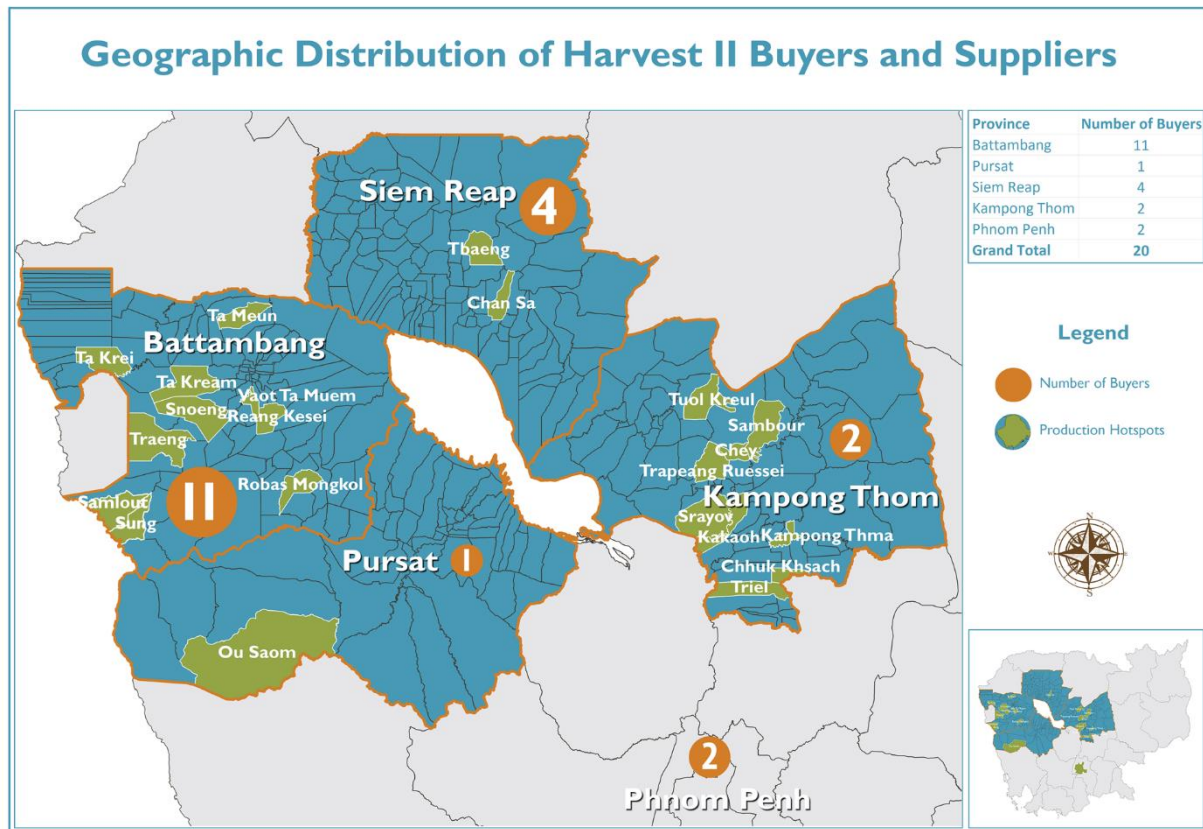 Geographic Distribution of Harvest II Buyers and Suppliers
Province Number of Buyers
Battambang 11
Pursat 1
Siem Reap 4
Kampong Thom 2
Phnom Penh 2
Grand Total 20
Legend
Number of Buyers
Production Hotspots
N
W E
S
Siem Reap 4
Tbaeng
Chan Sa
Ta Meun
Battambang
Ta Krei
Ta Kream
Vaot Ta Muem
Snoeng
Reang Kesei
Traeng
Robas Mongkol
Samlout
Sung
11
Tuol Kreul
Sambour
2
Chey
Trapeang Ruessei
Kampong Thom
Srayov
Kakaoh
Kampong Thma
Chhuk Khsach
Triel
Pursat 1
Ou Saom
2
Phnom Penh